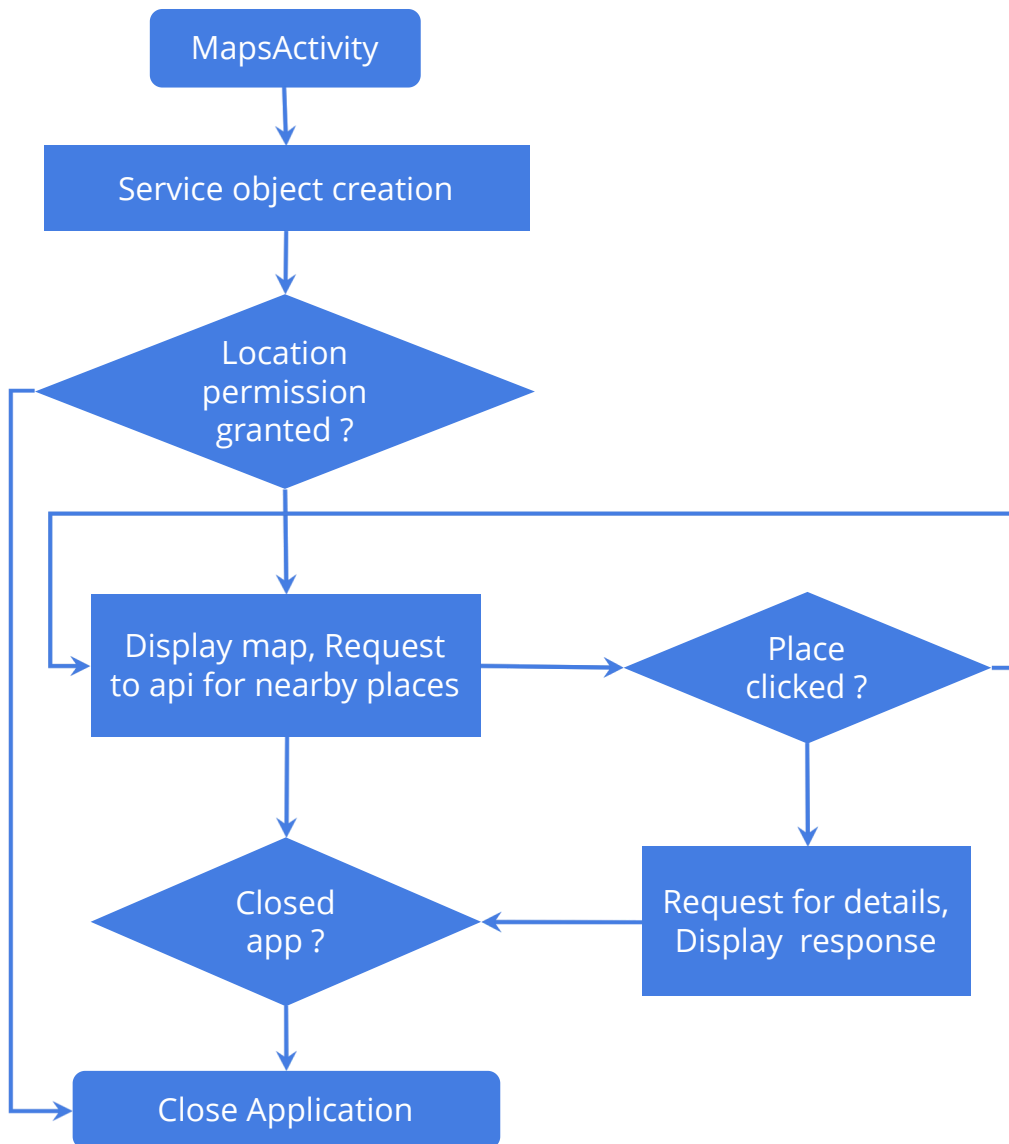 MapsActivity
Service object creation
Location
permission
granted ?
Display map, Request
to api for nearby places
Place
clicked ?
Closed
app ?
Request for details,
Display  response
Close Application